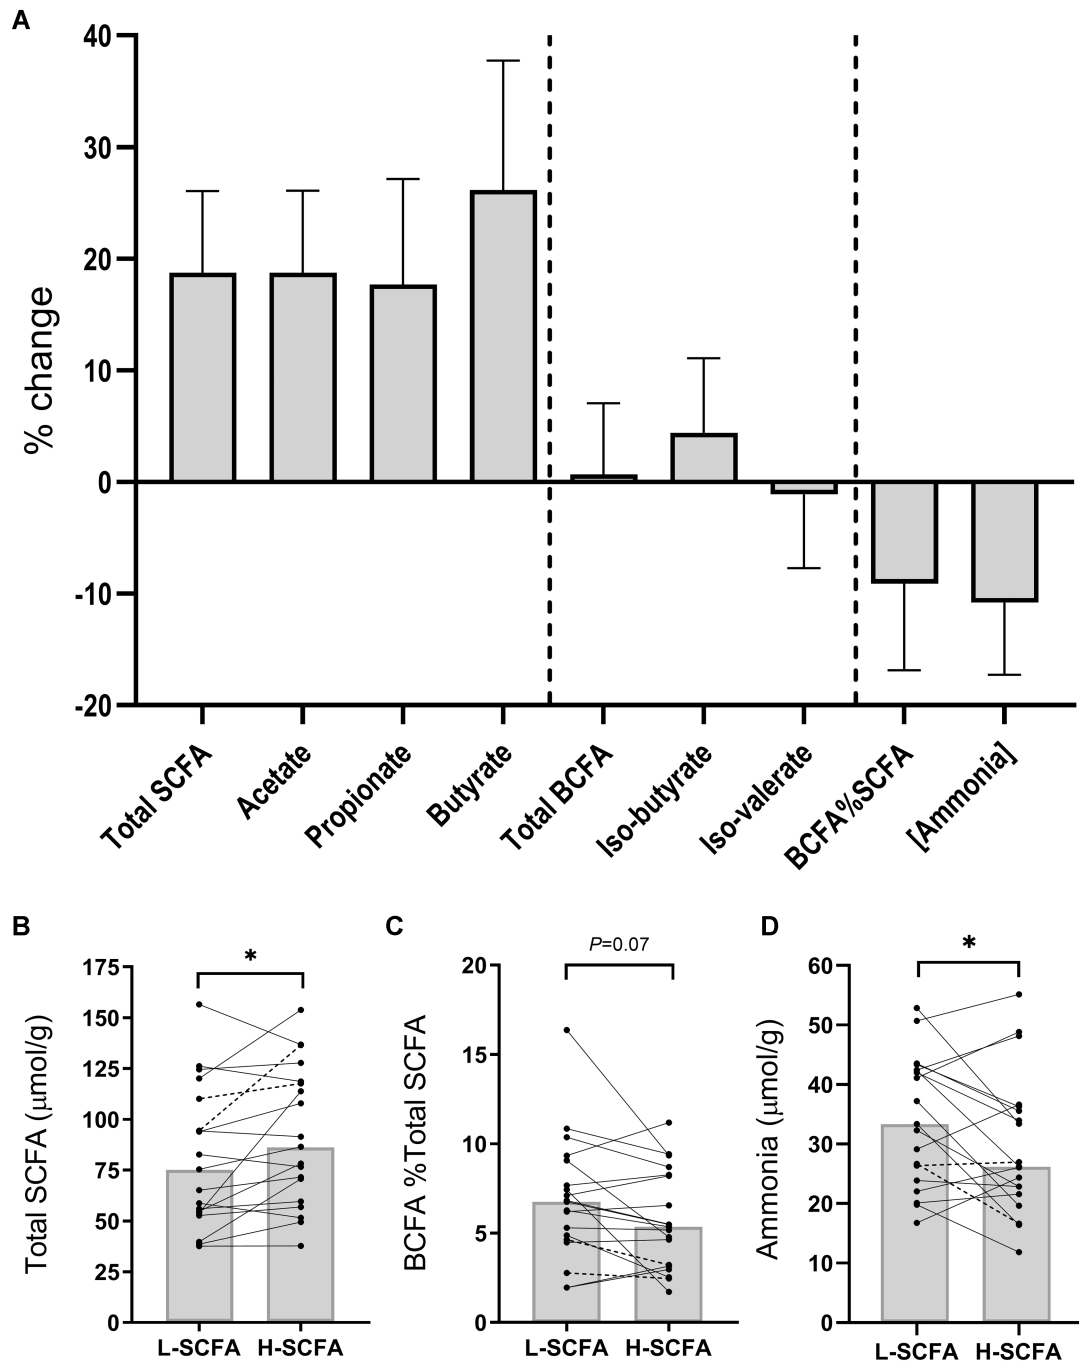 A
% change
40
30
20
10
0
-10
-20
Total SCFA
Acetate
Propionate
Butyrate
Total BCFA
Iso-butyrate
Iso-valerate
BCFA%SCFA
[Ammonia]
B
Total SCFA (μmol/g)
175
150
125
100
75
50
25
0
*
L-SCFA
H-SCFA
C
BCFA %Total SCFA
20
15
10
5
0
P=0.07
L-SCFA
H-SCFA
D
Ammonia (μmol/g)
60
50
40
30
20
10
0
*
L-SCFA
H-SCFA